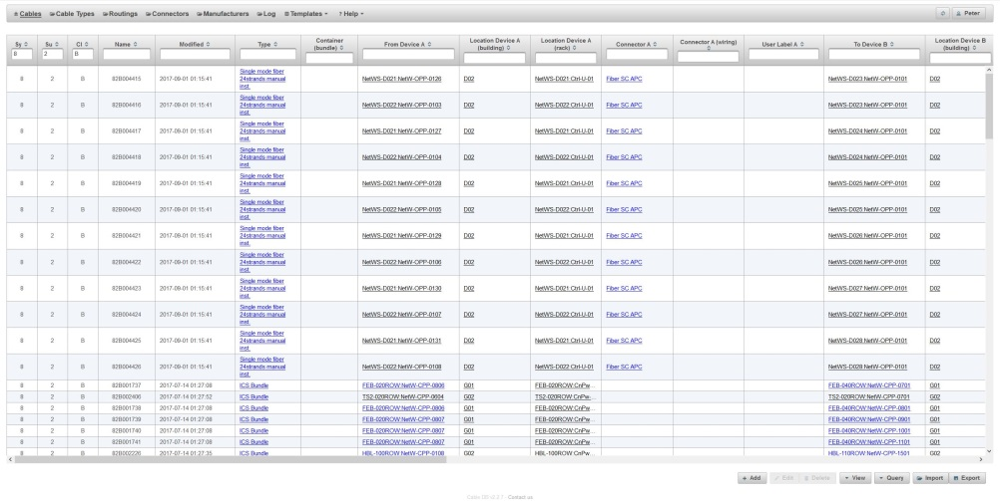 Cables Cable Types Routings Connectors Manufacturers Log Templates ? Help Peter
Sy Su Cl Name Modified Type Container (bundle) From Device A Location Device A (building) Location Device A (rack) Connector A Connector A (wiring) User Label A To Device B Location Device B (building)
8 2 B
8 2 B 82B004415 2017-09-01 01:15:41 Single mode fiber 24strands manual inst. NetWS-D021:NetW-OPP-0126 D02 NetWS-D021:Ctrl-U-01 Fiber SC APC NetWS-D023:NetW-OPP-0101 D02
8 2 B 82B004416 2017-09-01 01:15:41 Single mode fiber 24strands manual inst. NetWS-D022:NetW-OPP-0103 D02 NetWS-D022:Ctrl-U-01 Fiber SC APC NetWS-D023:NetW-OPP-0101 D02
8 2 B 82B004417 2017-09-01 01:15:41 Single mode fiber 24strands manual inst. NetWS-D021:NetW-OPP-0127 D02 NetWS-D021:Ctrl-U-01 Fiber SC APC NetWS-D024:NetW-OPP-0101 D02
8 2 B 82B004418 2017-09-01 01:15:41 Single mode fiber 24strands manual inst. NetWS-D022:NetW-OPP-0104 D02 NetWS-D022:Ctrl-U-01 Fiber SC APC NetWS-D024:NetW-OPP-0101 D02
8 2 B 82B004419 2017-09-01 01:15:41 Single mode fiber 24strands manual inst. NetWS-D021:NetW-OPP-0128 D02 NetWS-D021:Ctrl-U-01 Fiber SC APC NetWS-D025:NetW-OPP-0101 D02
8 2 B 82B004420 2017-09-01 01:15:41 Single mode fiber 24strands manual inst. NetWS-D022:NetW-OPP-0105 D02 NetWS-D022:Ctrl-U-01 Fiber SC APC NetWS-D025:NetW-OPP-0101 D02
8 2 B 82B004421 2017-09-01 01:15:41 Single mode fiber 24strands manual inst. NetWS-D021:NetW-OPP-0129 D02 NetWS-D021:Ctrl-U-01 Fiber SC APC NetWS-D026:NetW-OPP-0101 D02
8 2 B 82B004422 2017-09-01 01:15:41 Single mode fiber 24strands manual inst. NetWS-D022:NetW-OPP-0106 D02 NetWS-D022:Ctrl-U-01 Fiber SC APC NetWS-D026:NetW-OPP-0101 D02
8 2 B 82B004423 2017-09-01 01:15:41 Single mode fiber 24strands manual inst. NetWS-D021:NetW-OPP-0130 D02 NetWS-D021:Ctrl-U-01 Fiber SC APC NetWS-D027:NetW-OPP-0101 D02
8 2 B 82B004424 2017-09-01 01:15:41 Single mode fiber 24strands manual inst. NetWS-D022:NetW-OPP-0107 D02 NetWS-D022:Ctrl-U-01 Fiber SC APC NetWS-D027:NetW-OPP-0101 D02
8 2 B 82B004425 2017-09-01 01:15:41 Single mode fiber 24strands manual inst. NetWS-D021:NetW-OPP-0131 D02 NetWS-D021:Ctrl-U-01 Fiber SC APC NetWS-D028:NetW-OPP-0101 D02
8 2 B 82B004426 2017-09-01 01:15:41 Single mode fiber 24strands manual inst. NetWS-D022:NetW-OPP-0108 D02 NetWS-D022:Ctrl-U-01 Fiber SC APC NetWS-D028:NetW-OPP-0101 D02
8 2 B 82B001737 2017-07-14 01:27:08 ICS Bundle FEB-020ROW:NetW-CPP-0806 G01 FEB-020ROW:CnPw... FEB-040ROW:NetW-CPP-0701 G01
8 2 B 82B002406 2017-07-14 01:27:52 ICS Bundle TS2-020ROW:NetW-CPP-0604 G02 TS2-020ROW:CnPw-... TS2-020ROW:NetW-CPP-0701 G02
8 2 B 82B001738 2017-07-14 01:27:08 ICS Bundle FEB-020ROW:NetW-CPP-0806 G01 FEB-020ROW:CnPw... FEB-040ROW:NetW-CPP-0801 G01
8 2 B 82B001739 2017-07-14 01:27:08 ICS Bundle FEB-020ROW:NetW-CPP-0807 G01 FEB-020ROW:CnPw... FEB-040ROW:NetW-CPP-0901 G01
8 2 B 82B001740 2017-07-14 01:27:08 ICS Bundle FEB-020ROW:NetW-CPP-0807 G01 FEB-020ROW:CnPw... FEB-040ROW:NetW-CPP-1001 G01
8 2 B 82B001741 2017-07-14 01:27:08 ICS Bundle FEB-020ROW:NetW-CPP-0807 G01 FEB-020ROW:CnPw... FEB-040ROW:NetW-CPP-1101 G01
8 2 B 82B002226 2017-07-14 01:27:35 ICS Bundle HBL-100ROW:NetW-CPP-0108 G02 HBL-100ROW:CnPw... HBL-110ROW:NetW-CPP-1501 G02
+ Add Edit Delete View Query Import Export
Contact us